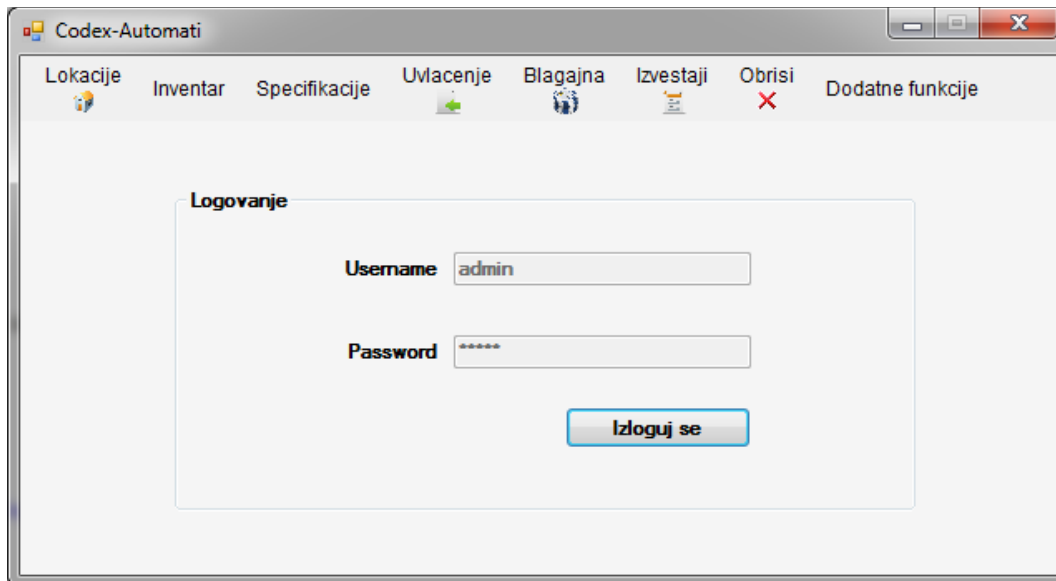 Codex-Automati
Lokacije Inventar Specifikacije Uvlacenje Blagajna Izvestaji Obrisi Dodatne funkcije
Logovanje
Username admin
Password *****
Izloguj se